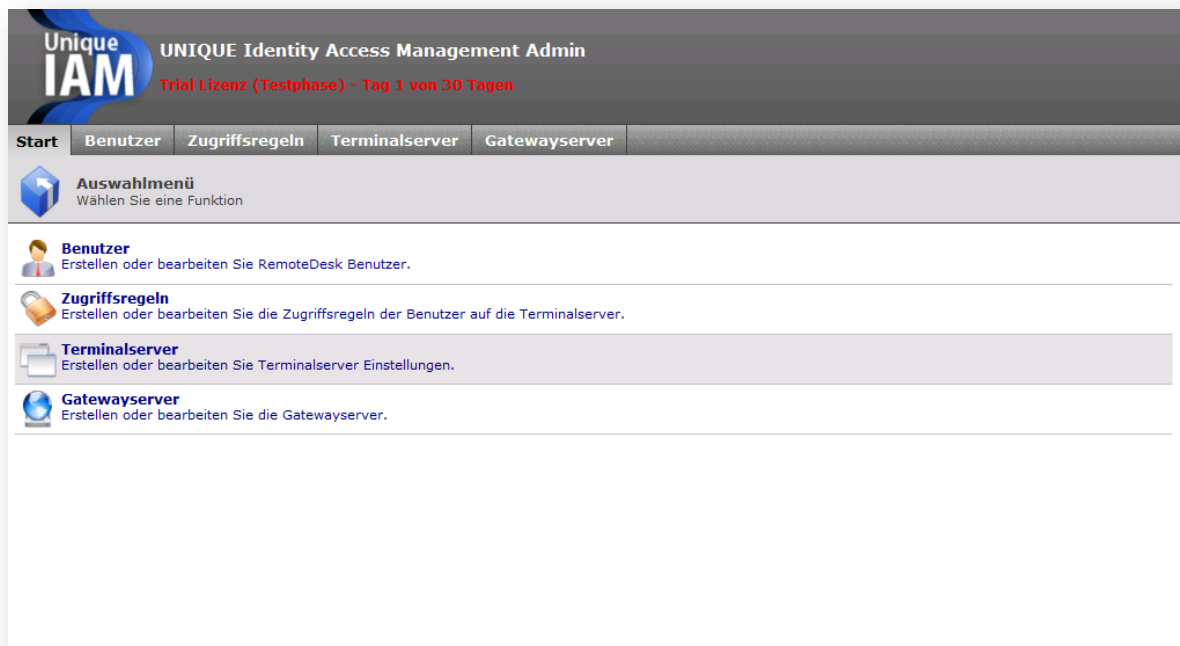 Unique
IAM
UNIQUE Identity Access Management Admin
Trial Lizenz (Testphase) - Tag 1 von 30 Tagen
Start Benutzer Zugriffsregeln Terminalserver Gatewayserver
Auswahlmenü
Wählen Sie eine Funktion
Benutzer
Erstellen oder bearbeiten Sie RemoteDesk Benutzer.
Zugriffsregeln
Erstellen oder bearbeiten Sie die Zugriffsregeln der Benutzer auf die Terminalserver.
Terminalserver
Erstellen oder bearbeiten Sie Terminalserver Einstellungen.
Gatewayserver
Erstellen oder bearbeiten Sie die Gatewayserver.